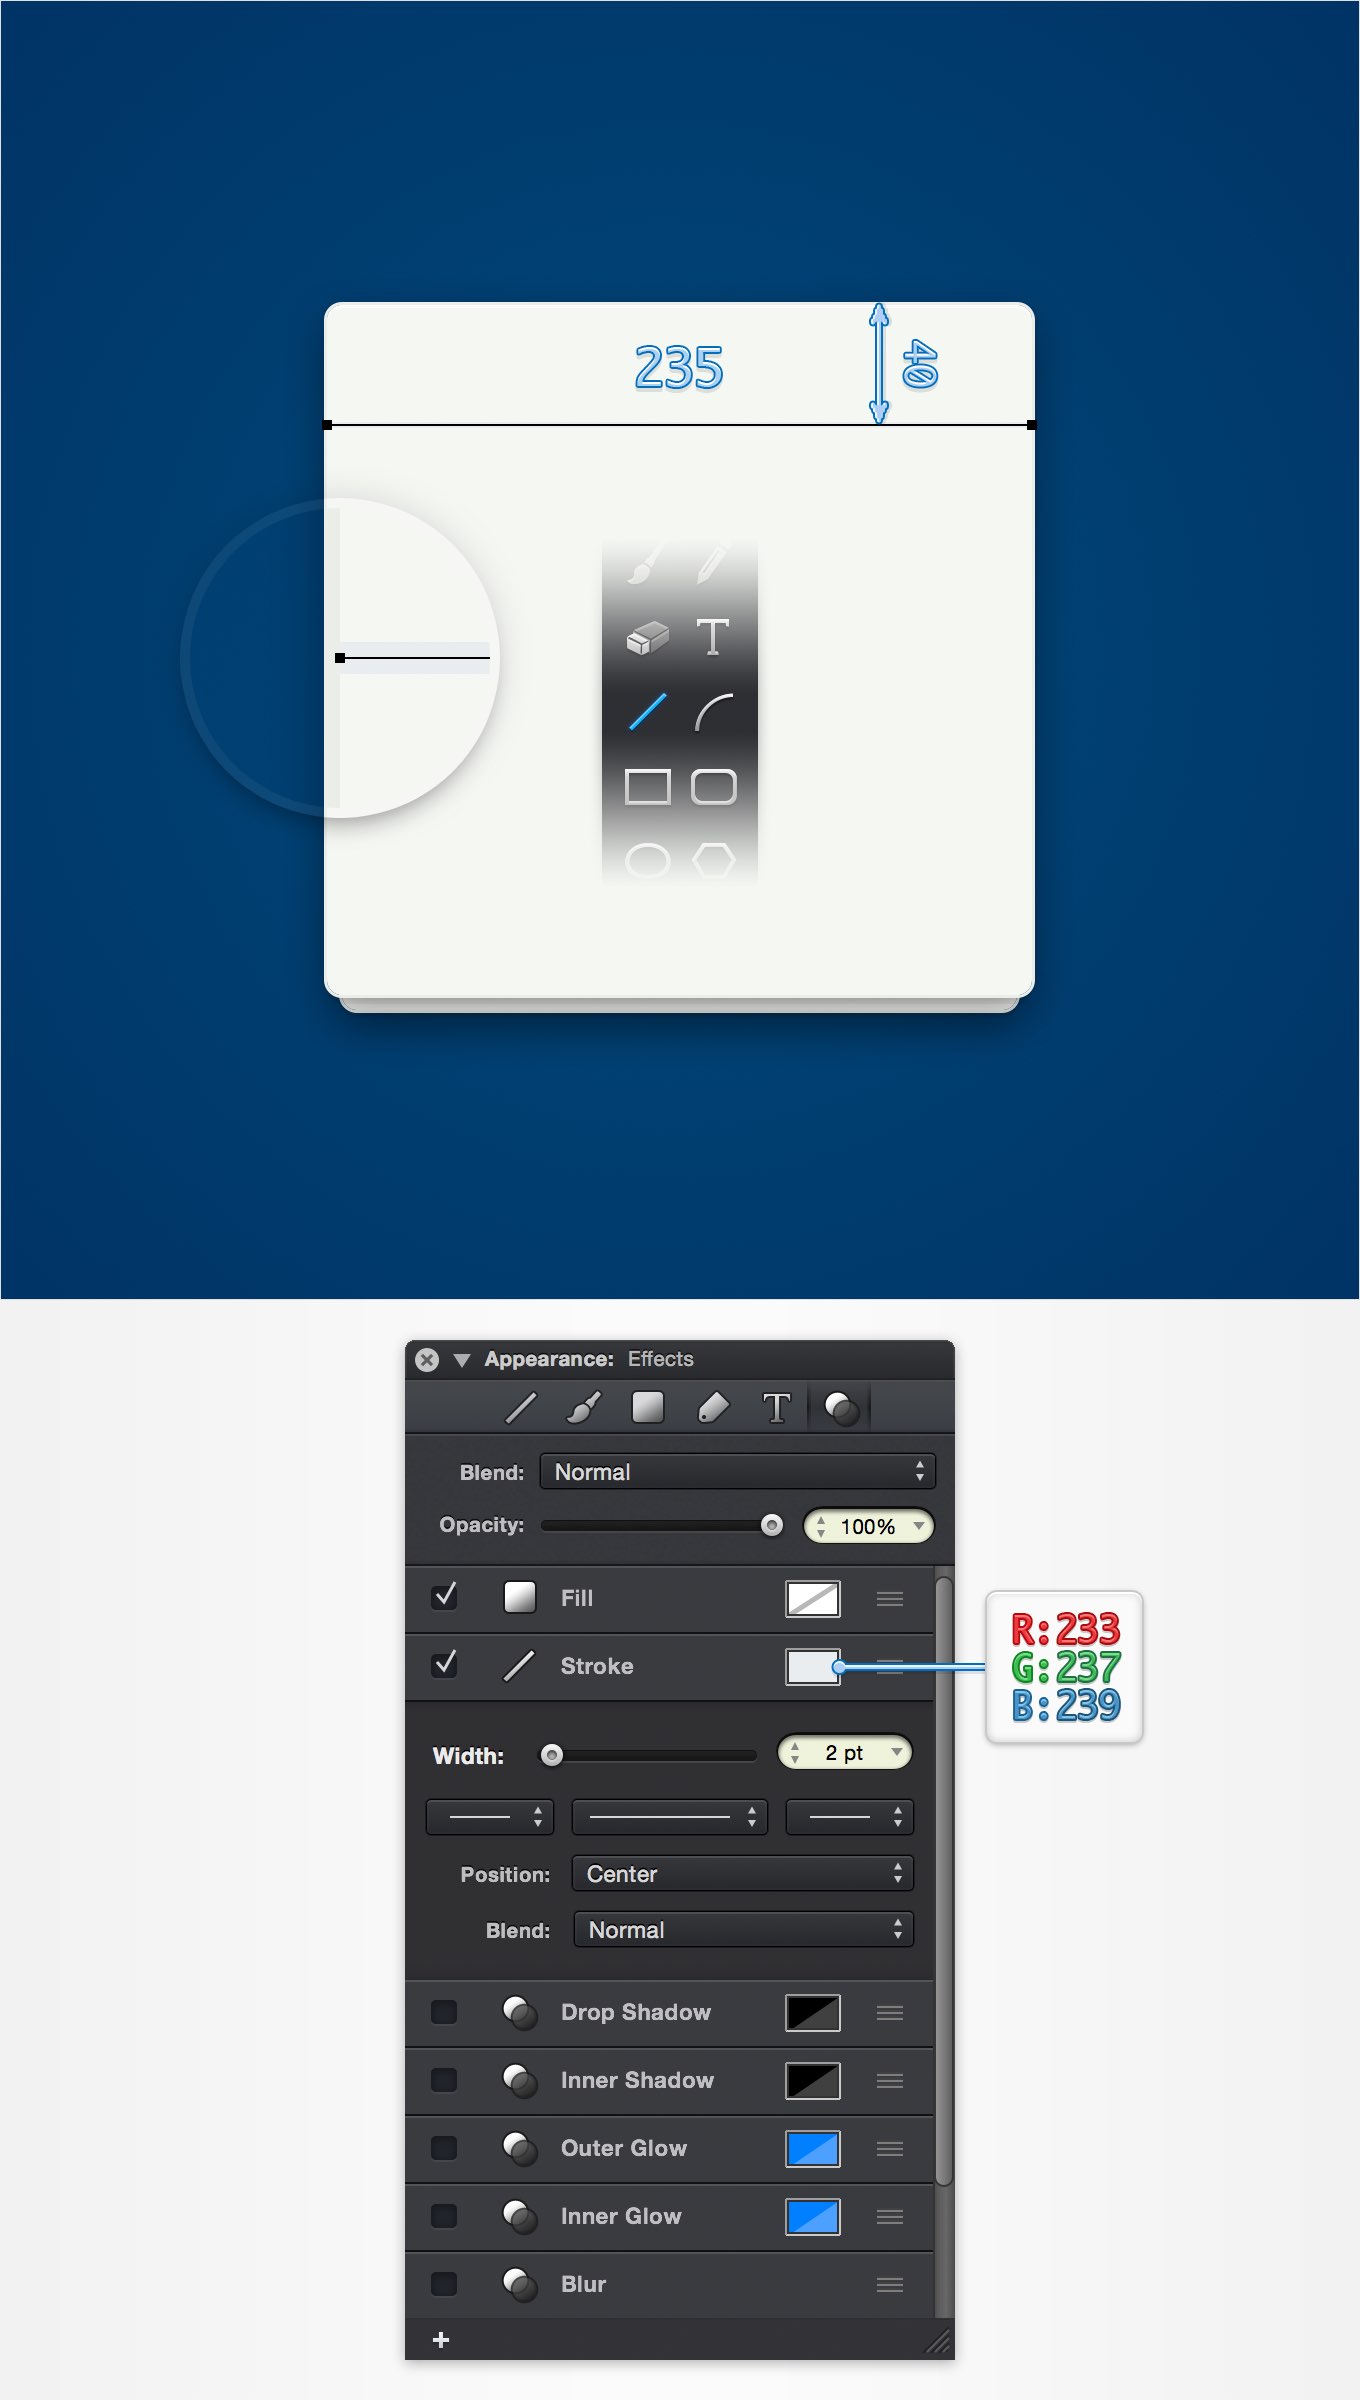 235
40
T
Appearance: Effects
T
Blend: Normal
Opacity: 100%
Fill
Stroke
R:233
G:237
B:239
Width: 2 pt
Position: Center
Blend: Normal
Drop Shadow
Inner Shadow
Outer Glow
Inner Glow
Blur
+